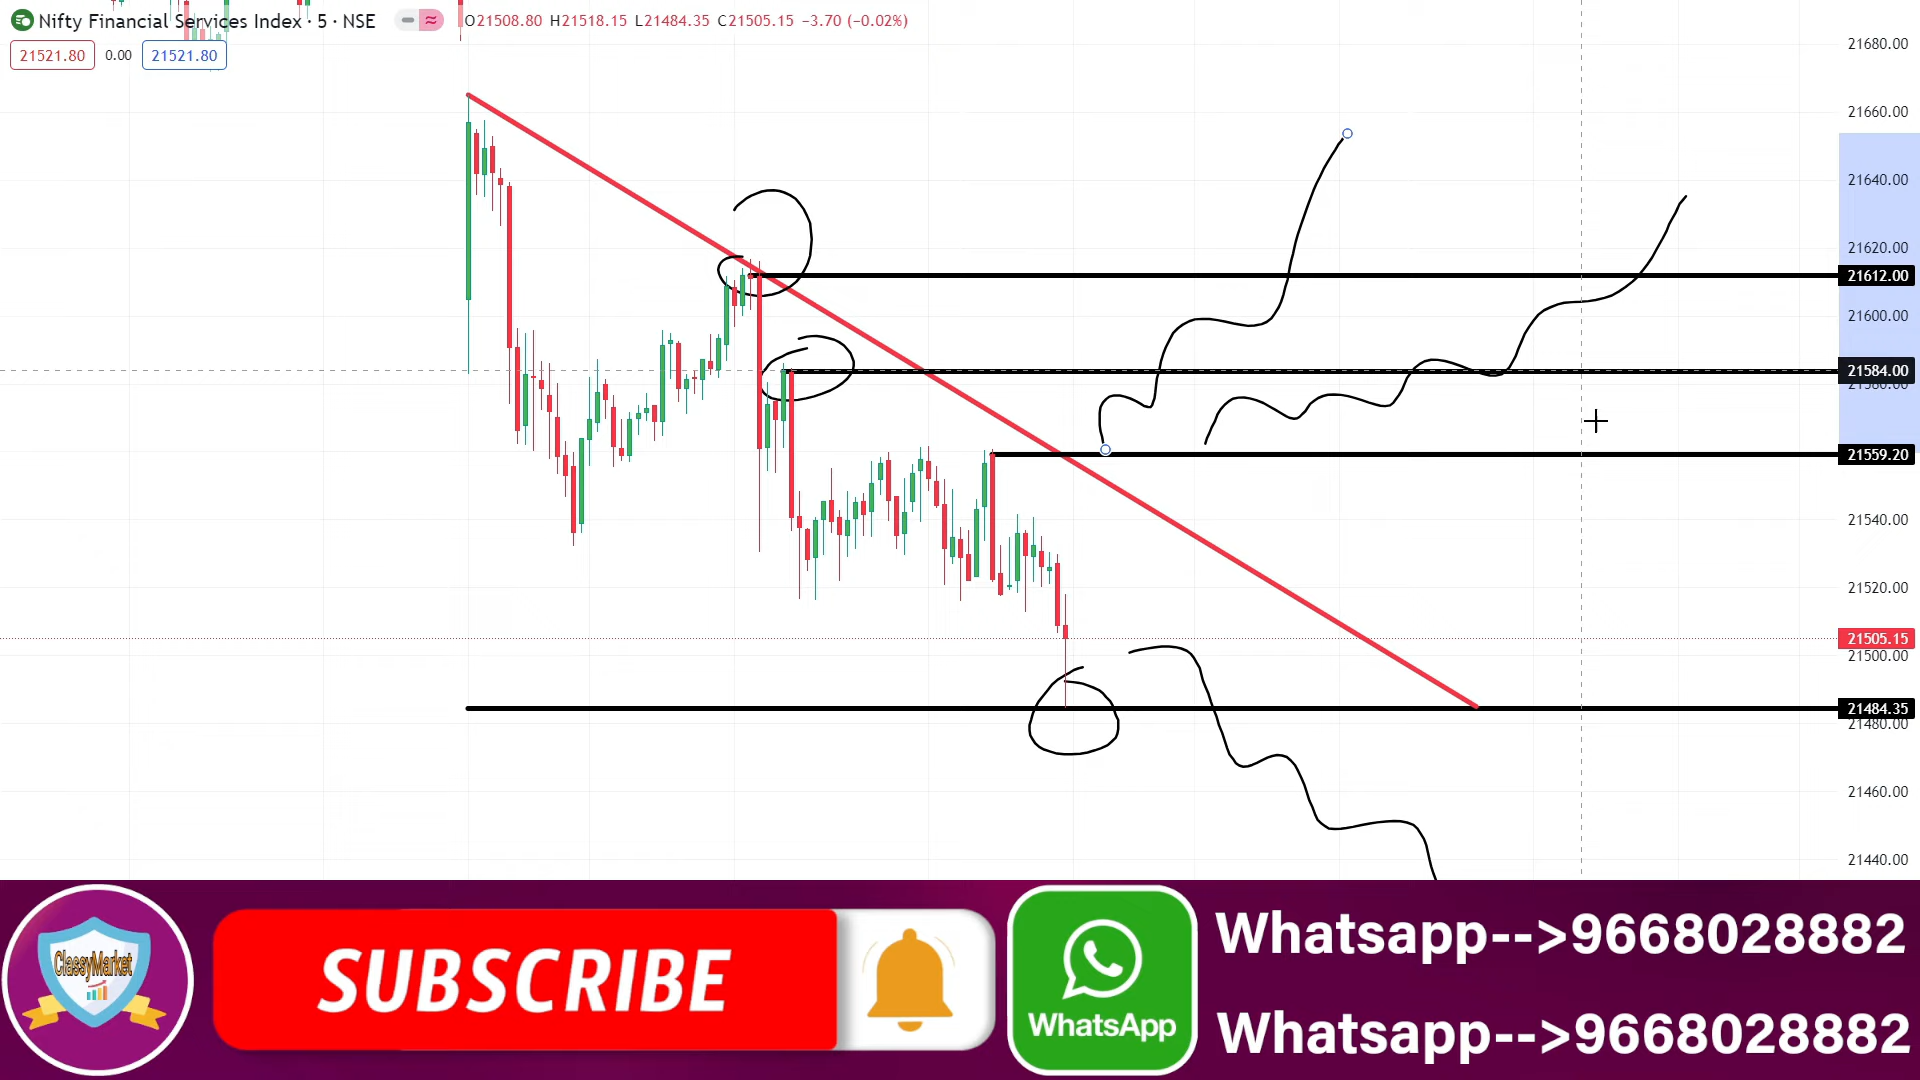 Nifty Financial Services Index · 5 · NSE
O21508.80 H21518.15 L21484.35 C21505.15 −3.70 (−0.02%)
21521.80 0.00 21521.80
21680.00
21660.00
21640.00
21620.00
21612.00
21600.00
21584.00
21580.00
21559.20
21540.00
21520.00
21505.15
21500.00
21484.35
21480.00
21460.00
21440.00
ClassyMarket
SUBSCRIBE
WhatsApp
Whatsapp-->9668028882
Whatsapp-->9668028882